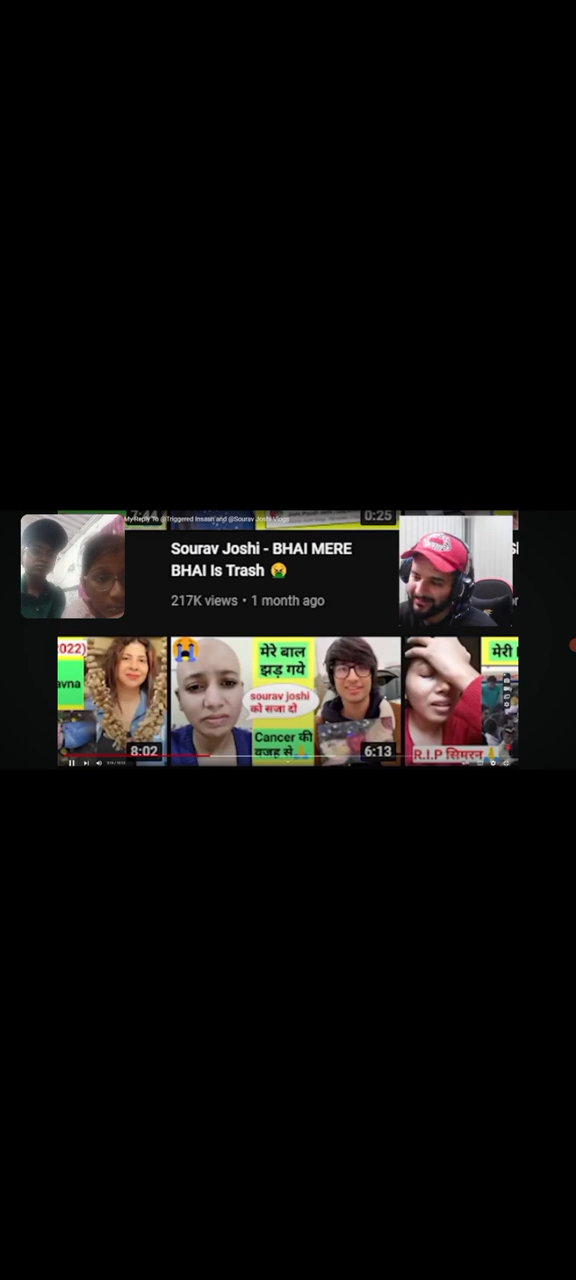 7:44
0:25
My Reply To @Triggered Insaan and @Sourav Joshi Vlogs
Sourav Joshi - BHAI MERE
BHAI Is Trash
217K views • 1 month ago
2022)
avna
8:02
मेरे बाल
झड़ गये
sourav joshi
को सजा दो
Cancer की
वजह से
6:13
मेरी
R.I.P सिमरन